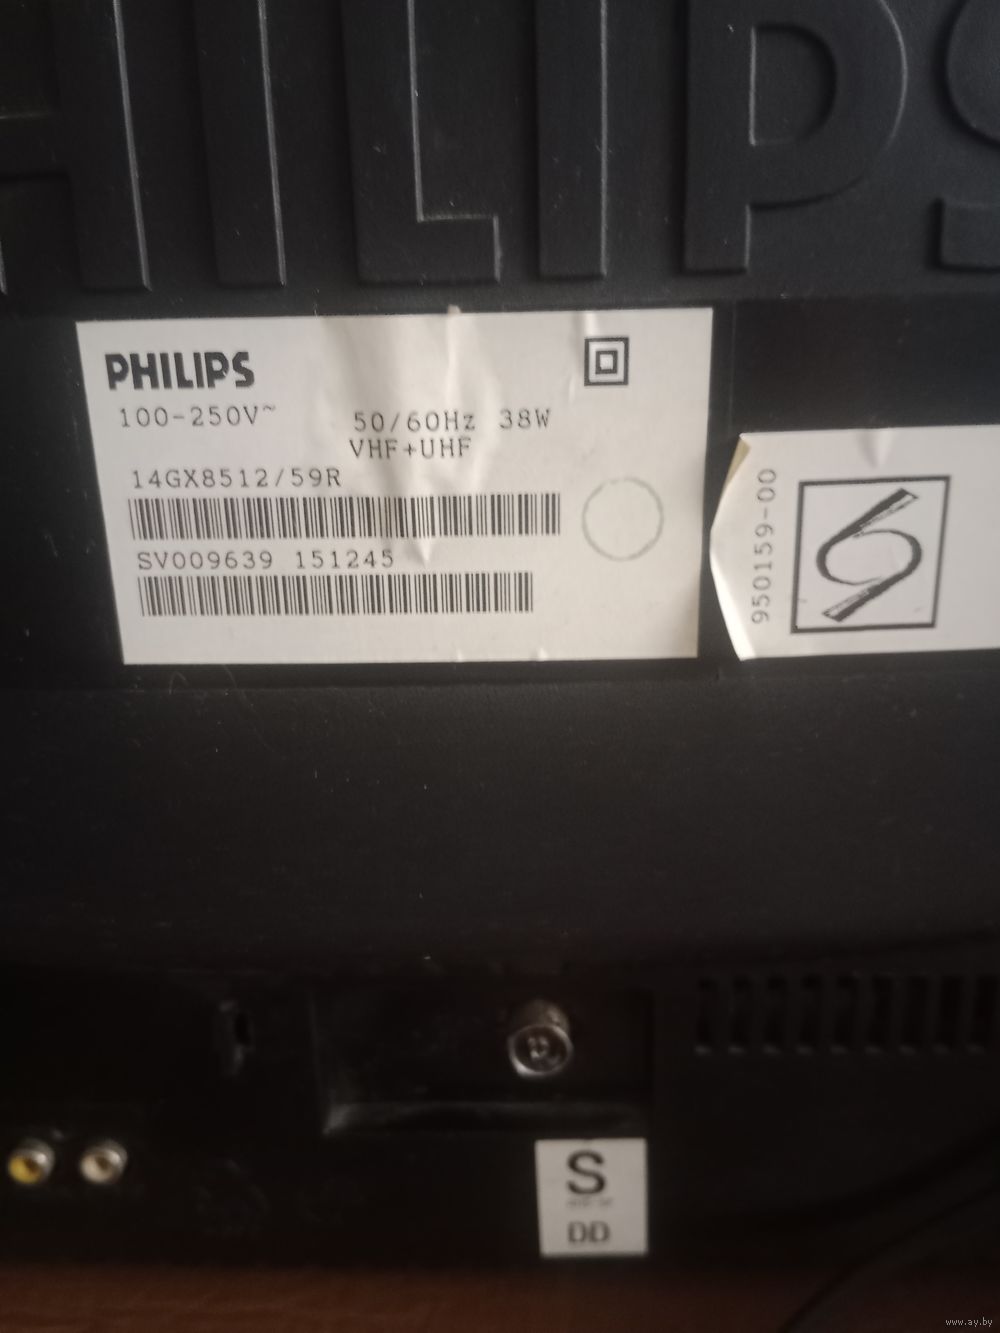 PHILIPS
PHILIPS
100-250V~ 50/60Hz 38W
VHF+UHF
14GX8512/59R
SV009639 151245
950159-00
S
DD
www.ay.by